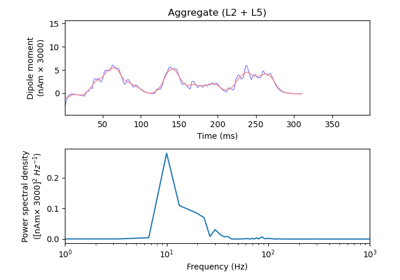 Aggregate (L2 + L5)
Dipole moment
(nAm × 3000)
15
10
5
0
50 100 150 200 250 300 350
Time (ms)
Power spectral density
([nAm× 3000]² Hz⁻¹)
0.2
0.1
0.0
10⁰ 10¹ 10² 10³
Frequency (Hz)